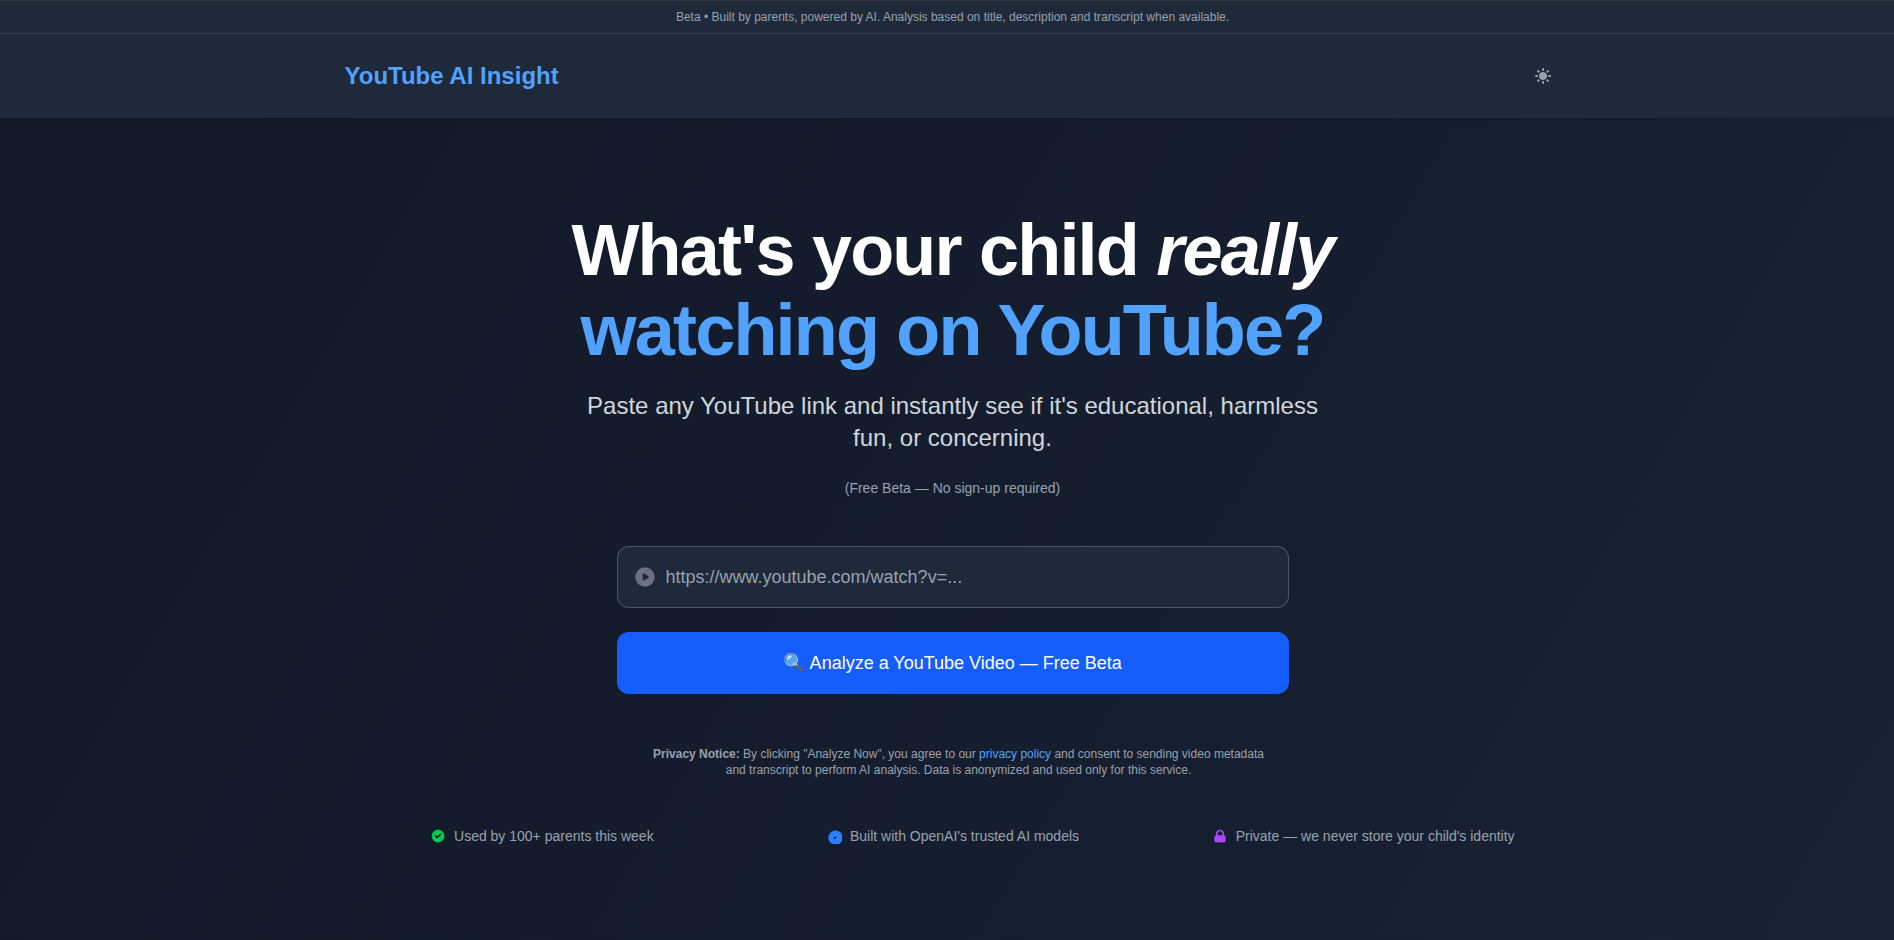 Beta • Built by parents, powered by AI. Analysis based on title, description and transcript when available.
YouTube AI Insight
What's your child really
watching on YouTube?
Paste any YouTube link and instantly see if it's educational, harmless
fun, or concerning.
(Free Beta — No sign-up required)
https://www.youtube.com/watch?v=...
🔍 Analyze a YouTube Video — Free Beta
Privacy Notice: By clicking "Analyze Now", you agree to our privacy policy and consent to sending video metadata
and transcript to perform AI analysis. Data is anonymized and used only for this service.
Used by 100+ parents this week
Built with OpenAI's trusted AI models
Private — we never store your child's identity